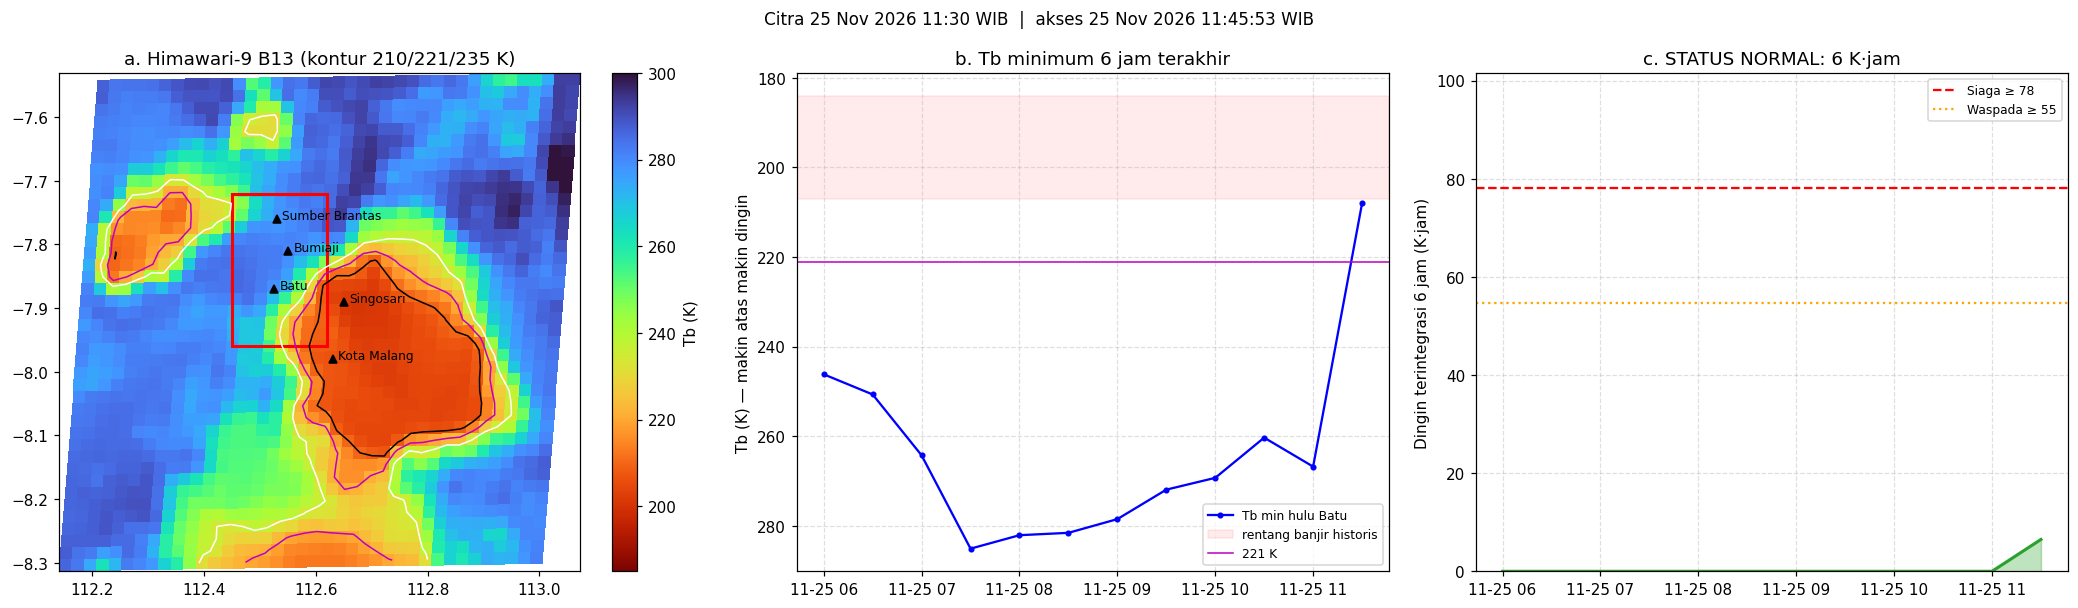 Citra 25 Nov 2026 11:30 WIB | akses 25 Nov 2026 11:45:53 WIB
a. Himawari-9 B13 (kontur 210/221/235 K)
−7.6
−7.7
−7.8
−7.9
−8.0
−8.1
−8.2
−8.3
112.2
112.4
112.6
112.8
113.0
Sumber Brantas
Bumiaji
Batu
Singosari
Kota Malang
300
280
260
240
220
200
Tb (K)
b. Tb minimum 6 jam terakhir
Tb (K) — makin atas makin dingin
180
200
220
240
260
280
11-25 06
11-25 07
11-25 08
11-25 09
11-25 10
11-25 11
Tb min hulu Batu
rentang banjir historis
221 K
c. STATUS NORMAL: 6 K·jam
Dingin terintegrasi 6 jam (K·jam)
100
80
60
40
20
0
11-25 06
11-25 07
11-25 08
11-25 09
11-25 10
11-25 11
Siaga ≥ 78
Waspada ≥ 55